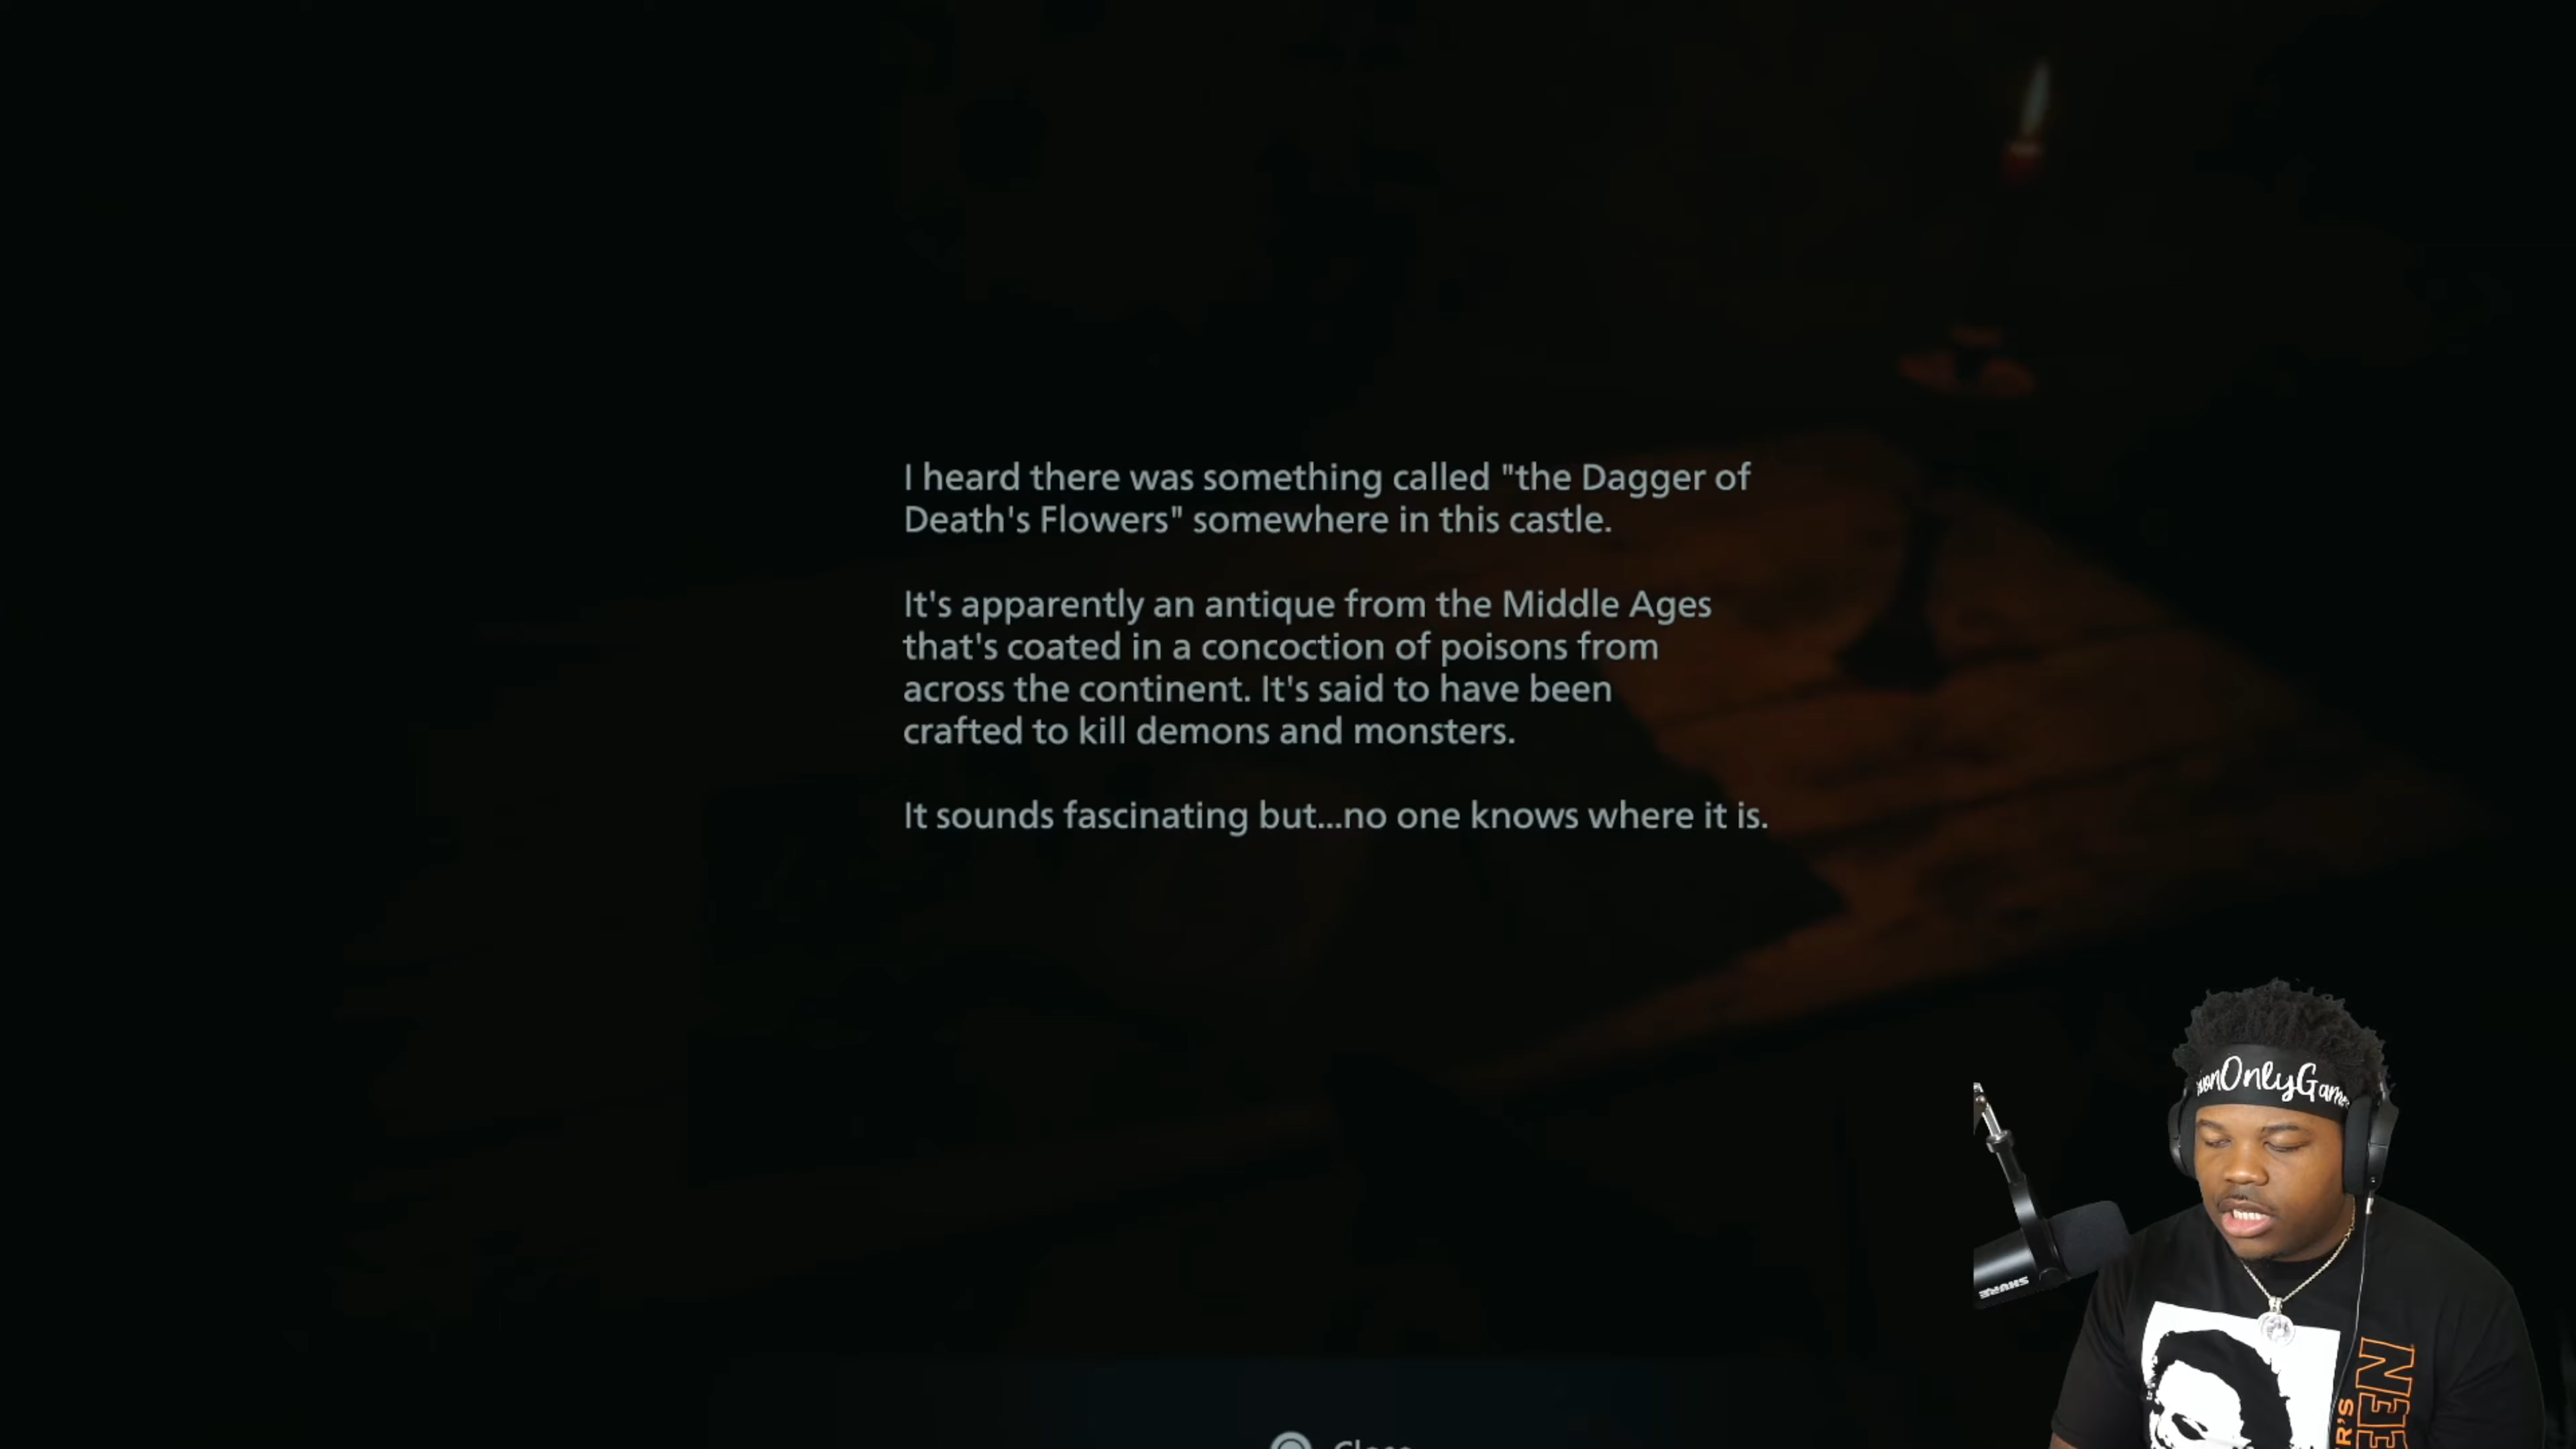 I heard there was something called "the Dagger of
Death's Flowers" somewhere in this castle.
It's apparently an antique from the Middle Ages
that's coated in a concoction of poisons from
across the continent. It's said to have been
crafted to kill demons and monsters.
It sounds fascinating but...no one knows where it is.
OnlyGam
SHURE